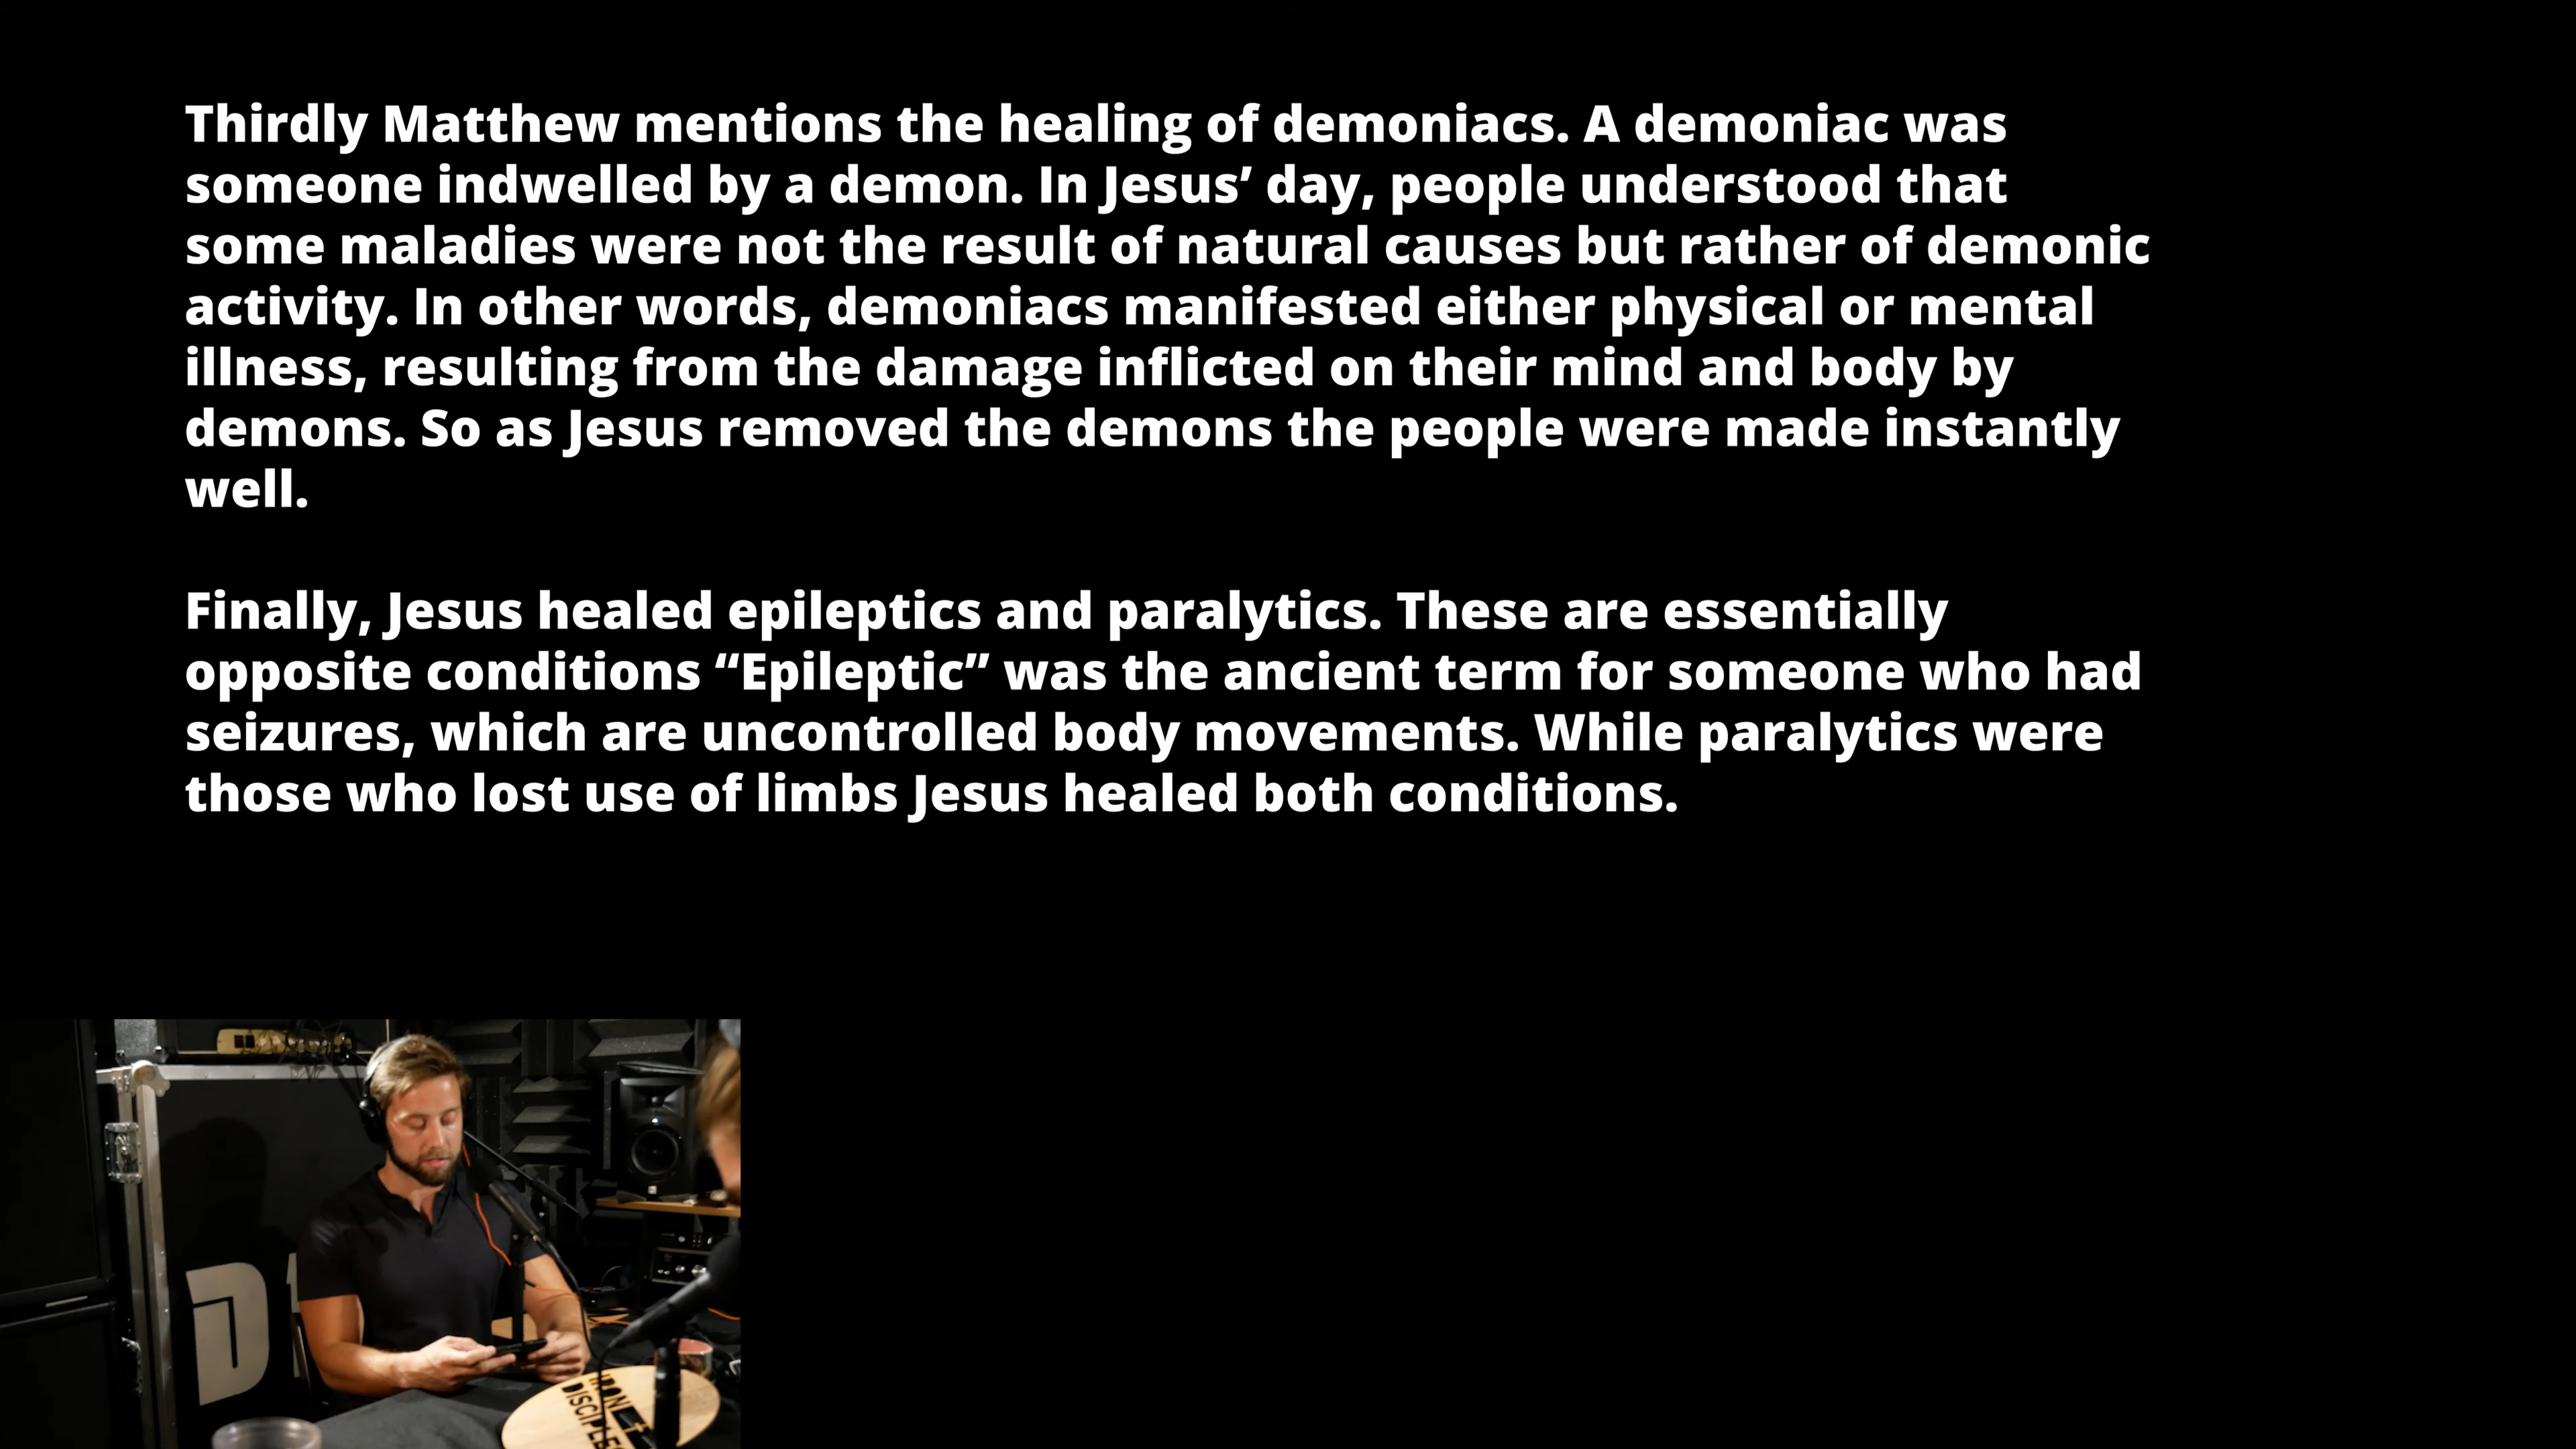 Thirdly Matthew mentions the healing of demoniacs. A demoniac was
someone indwelled by a demon. In Jesus’ day, people understood that
some maladies were not the result of natural causes but rather of demonic
activity. In other words, demoniacs manifested either physical or mental
illness, resulting from the damage inflicted on their mind and body by
demons. So as Jesus removed the demons the people were made instantly
well.
Finally, Jesus healed epileptics and paralytics. These are essentially
opposite conditions “Epileptic” was the ancient term for someone who had
seizures, which are uncontrolled body movements. While paralytics were
those who lost use of limbs Jesus healed both conditions.
IRON